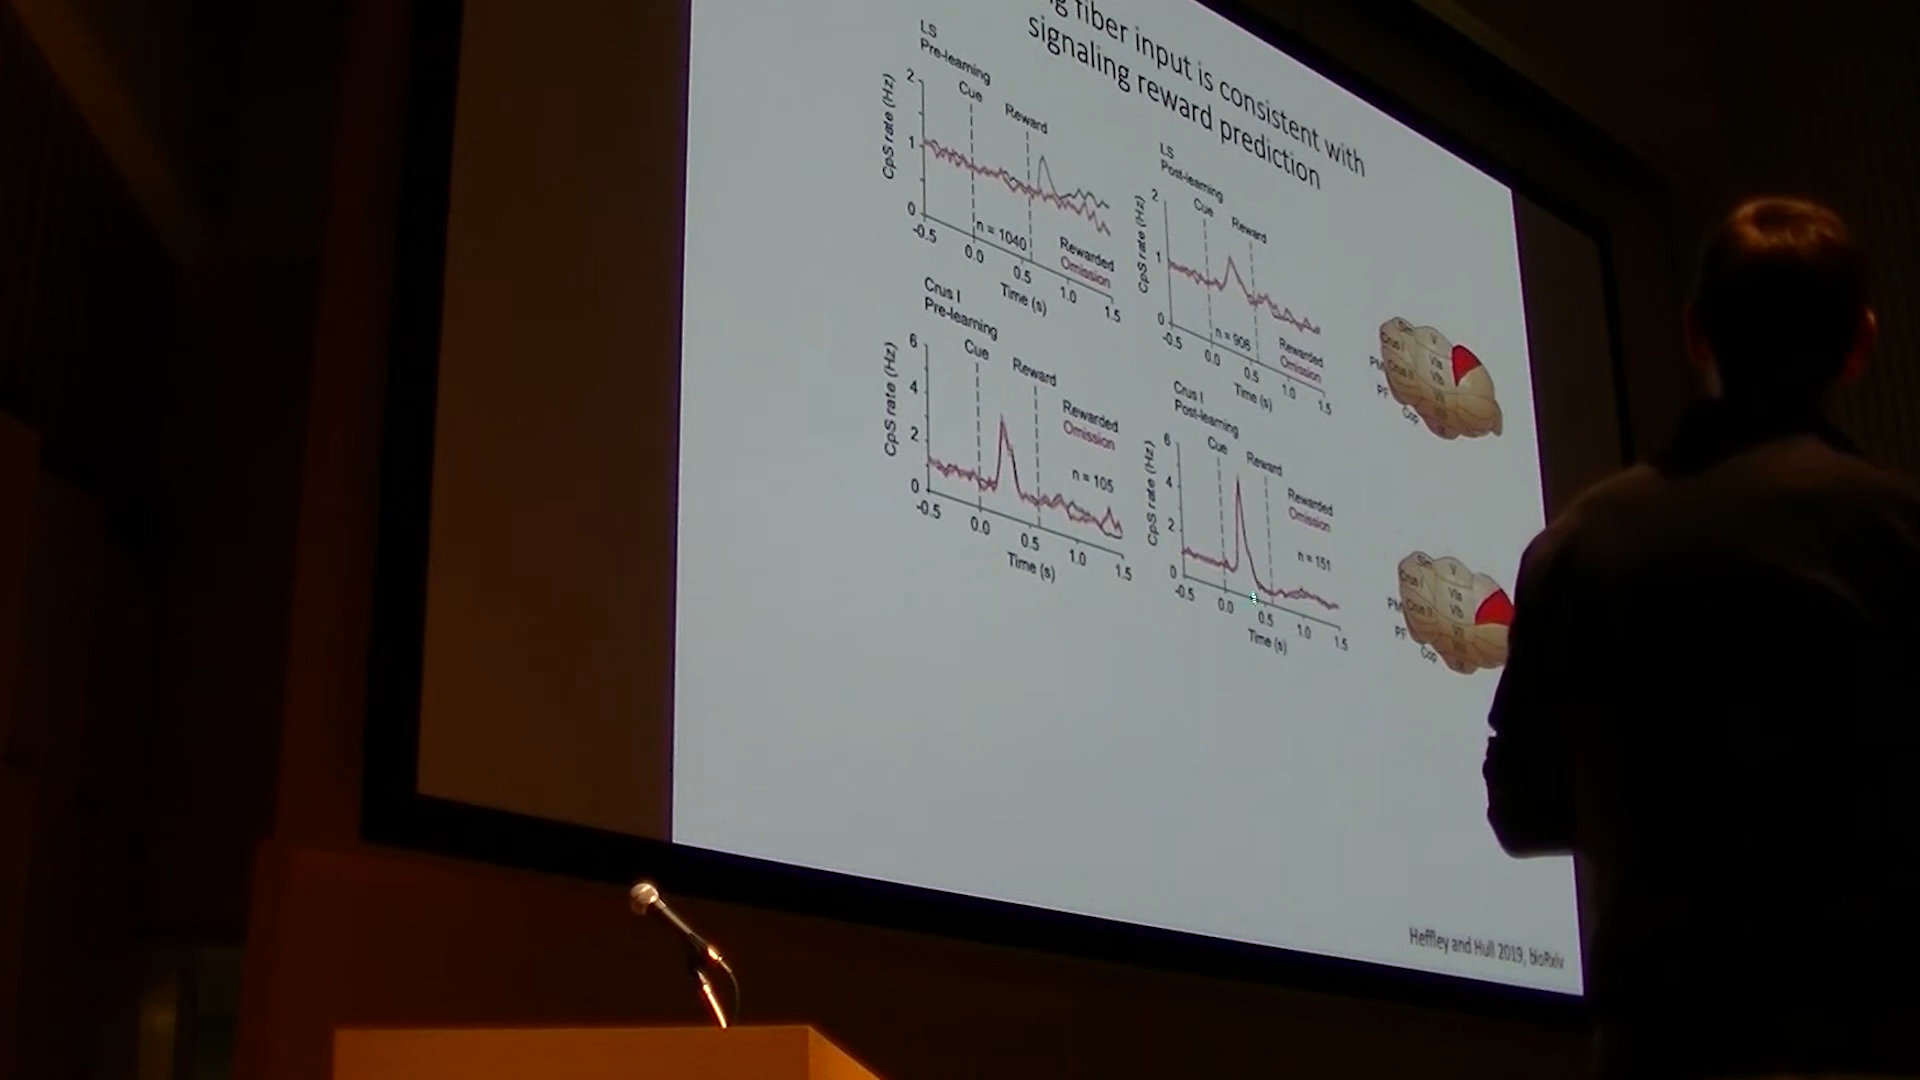 fiber input is consistent with
signaling reward prediction
LS
Pre-learning
Cue
Reward
CpS rate (Hz)
2
1
0
-0.5
0.0
0.5
1.0
1.5
n = 1040
Rewarded
Omission
Time (s)
LS
Post-learning
Cue
Reward
CpS rate (Hz)
2
1
0
-0.5
0.0
0.5
1.0
1.5
n = 906
Rewarded
Omission
Time (s)
Crus I
Pre-learning
Cue
Reward
CpS rate (Hz)
6
4
2
0
-0.5
0.0
0.5
1.0
1.5
Rewarded
Omission
n = 105
Time (s)
Crus I
Post-learning
Cue
Reward
CpS rate (Hz)
6
4
2
0
-0.5
0.0
0.5
1.0
1.5
Rewarded
Omission
n = 151
Time (s)
Sim
V
Crus I
VIa
PM
Crus II
VIb
PF
VII
Cop
Sim
V
Crus I
VIa
PM
Crus II
VIb
PF
VII
Cop
Heffley and Hull 2019, bioRxiv